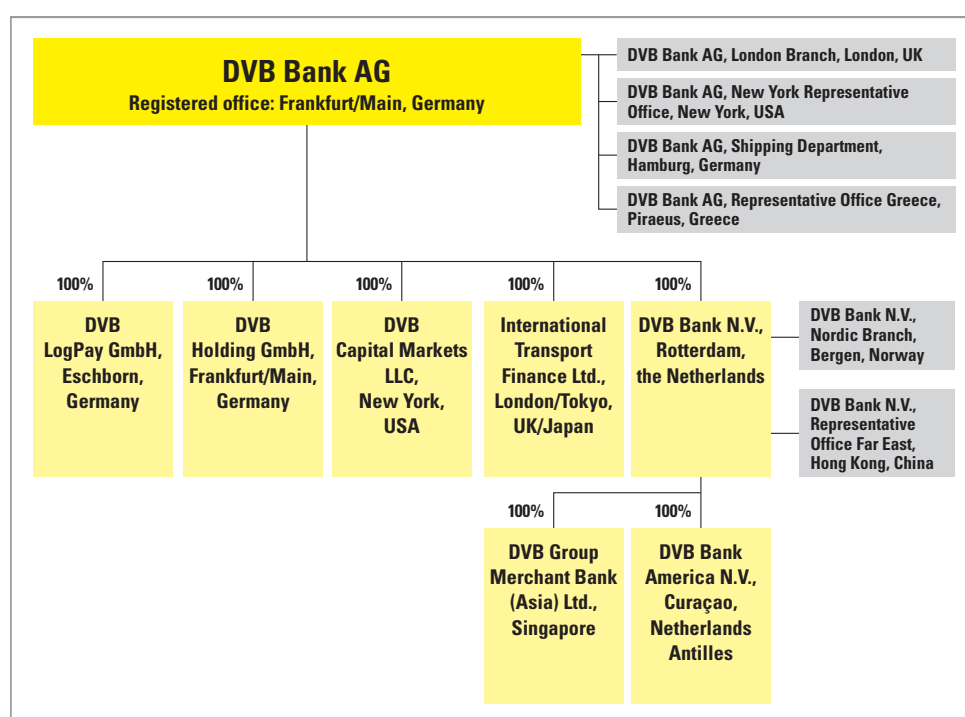 DVB Bank AG
Registered office: Frankfurt/Main, Germany
DVB Bank AG, London Branch, London, UK
DVB Bank AG, New York Representative
Office, New York, USA
DVB Bank AG, Shipping Department,
Hamburg, Germany
DVB Bank AG, Representative Office Greece,
Piraeus, Greece
100%
DVB
LogPay GmbH,
Eschborn,
Germany
100%
DVB
Holding GmbH,
Frankfurt/Main,
Germany
100%
DVB
Capital Markets
LLC,
New York,
USA
100%
International
Transport
Finance Ltd.,
London/Tokyo,
UK/Japan
100%
DVB Bank N.V.,
Rotterdam,
the Netherlands
DVB Bank N.V.,
Nordic Branch,
Bergen, Norway
DVB Bank N.V.,
Representative
Office Far East,
Hong Kong, China
100%
DVB Group
Merchant Bank
(Asia) Ltd.,
Singapore
100%
DVB Bank
America N.V.,
Curaçao,
Netherlands
Antilles